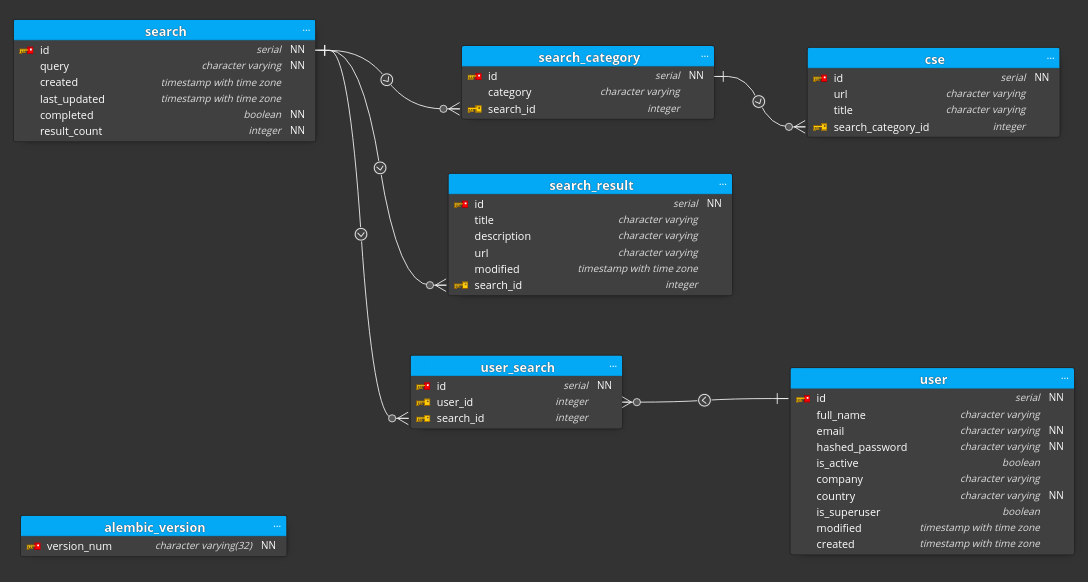 search ...
id serial NN
query character varying NN
created timestamp with time zone
last_updated timestamp with time zone
completed boolean NN
result_count integer NN
search_category ...
id serial NN
category character varying
search_id integer
cse ...
id serial NN
url character varying
title character varying
search_category_id integer
search_result ...
id serial NN
title character varying
description character varying
url character varying
modified timestamp with time zone
search_id integer
user_search ...
id serial NN
user_id integer
search_id integer
user ...
id serial NN
full_name character varying
email character varying NN
hashed_password character varying NN
is_active boolean
company character varying
country character varying NN
is_superuser boolean
modified timestamp with time zone
created timestamp with time zone
alembic_version ...
version_num character varying(32) NN